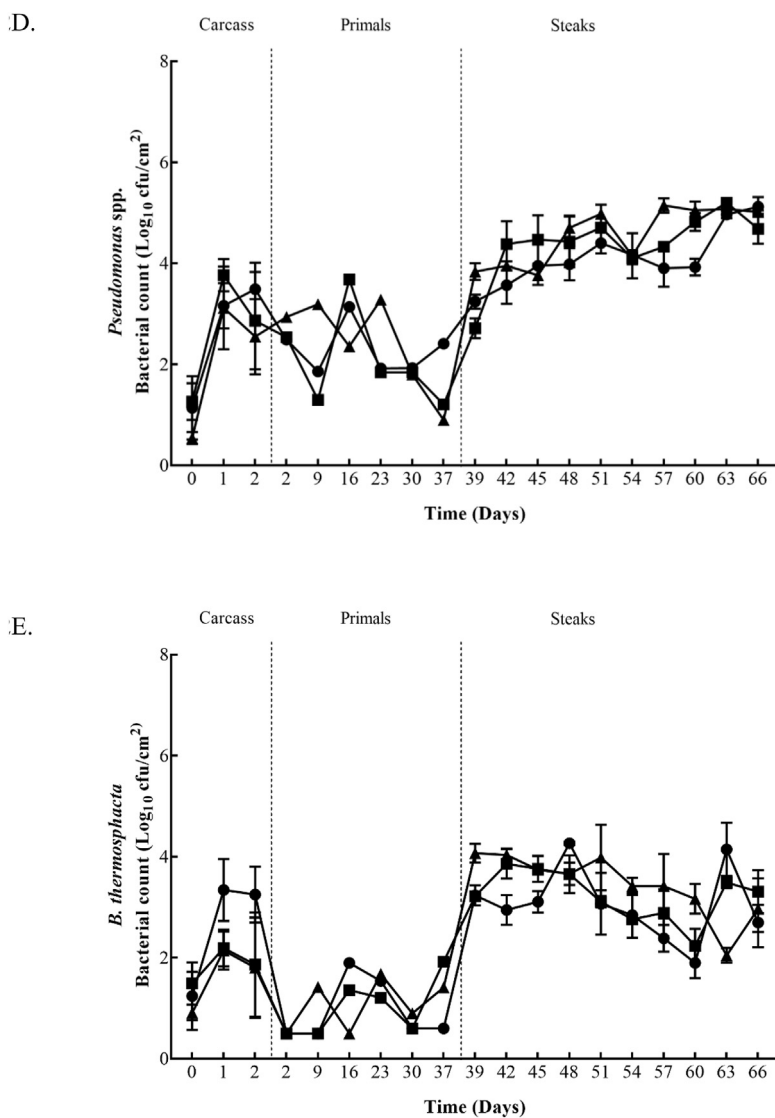 :D.
Carcass Primals Steaks
8
6
4
2
0
Pseudomonas spp.
Bacterial count (Log10 cfu/cm2)
0 1 2 2 9 16 23 30 37 39 42 45 48 51 54 57 60 63 66
Time (Days)
:E.
Carcass Primals Steaks
8
6
4
2
0
B. thermosphacta
Bacterial count (Log10 cfu/cm2)
0 1 2 2 9 16 23 30 37 39 42 45 48 51 54 57 60 63 66
Time (Days)